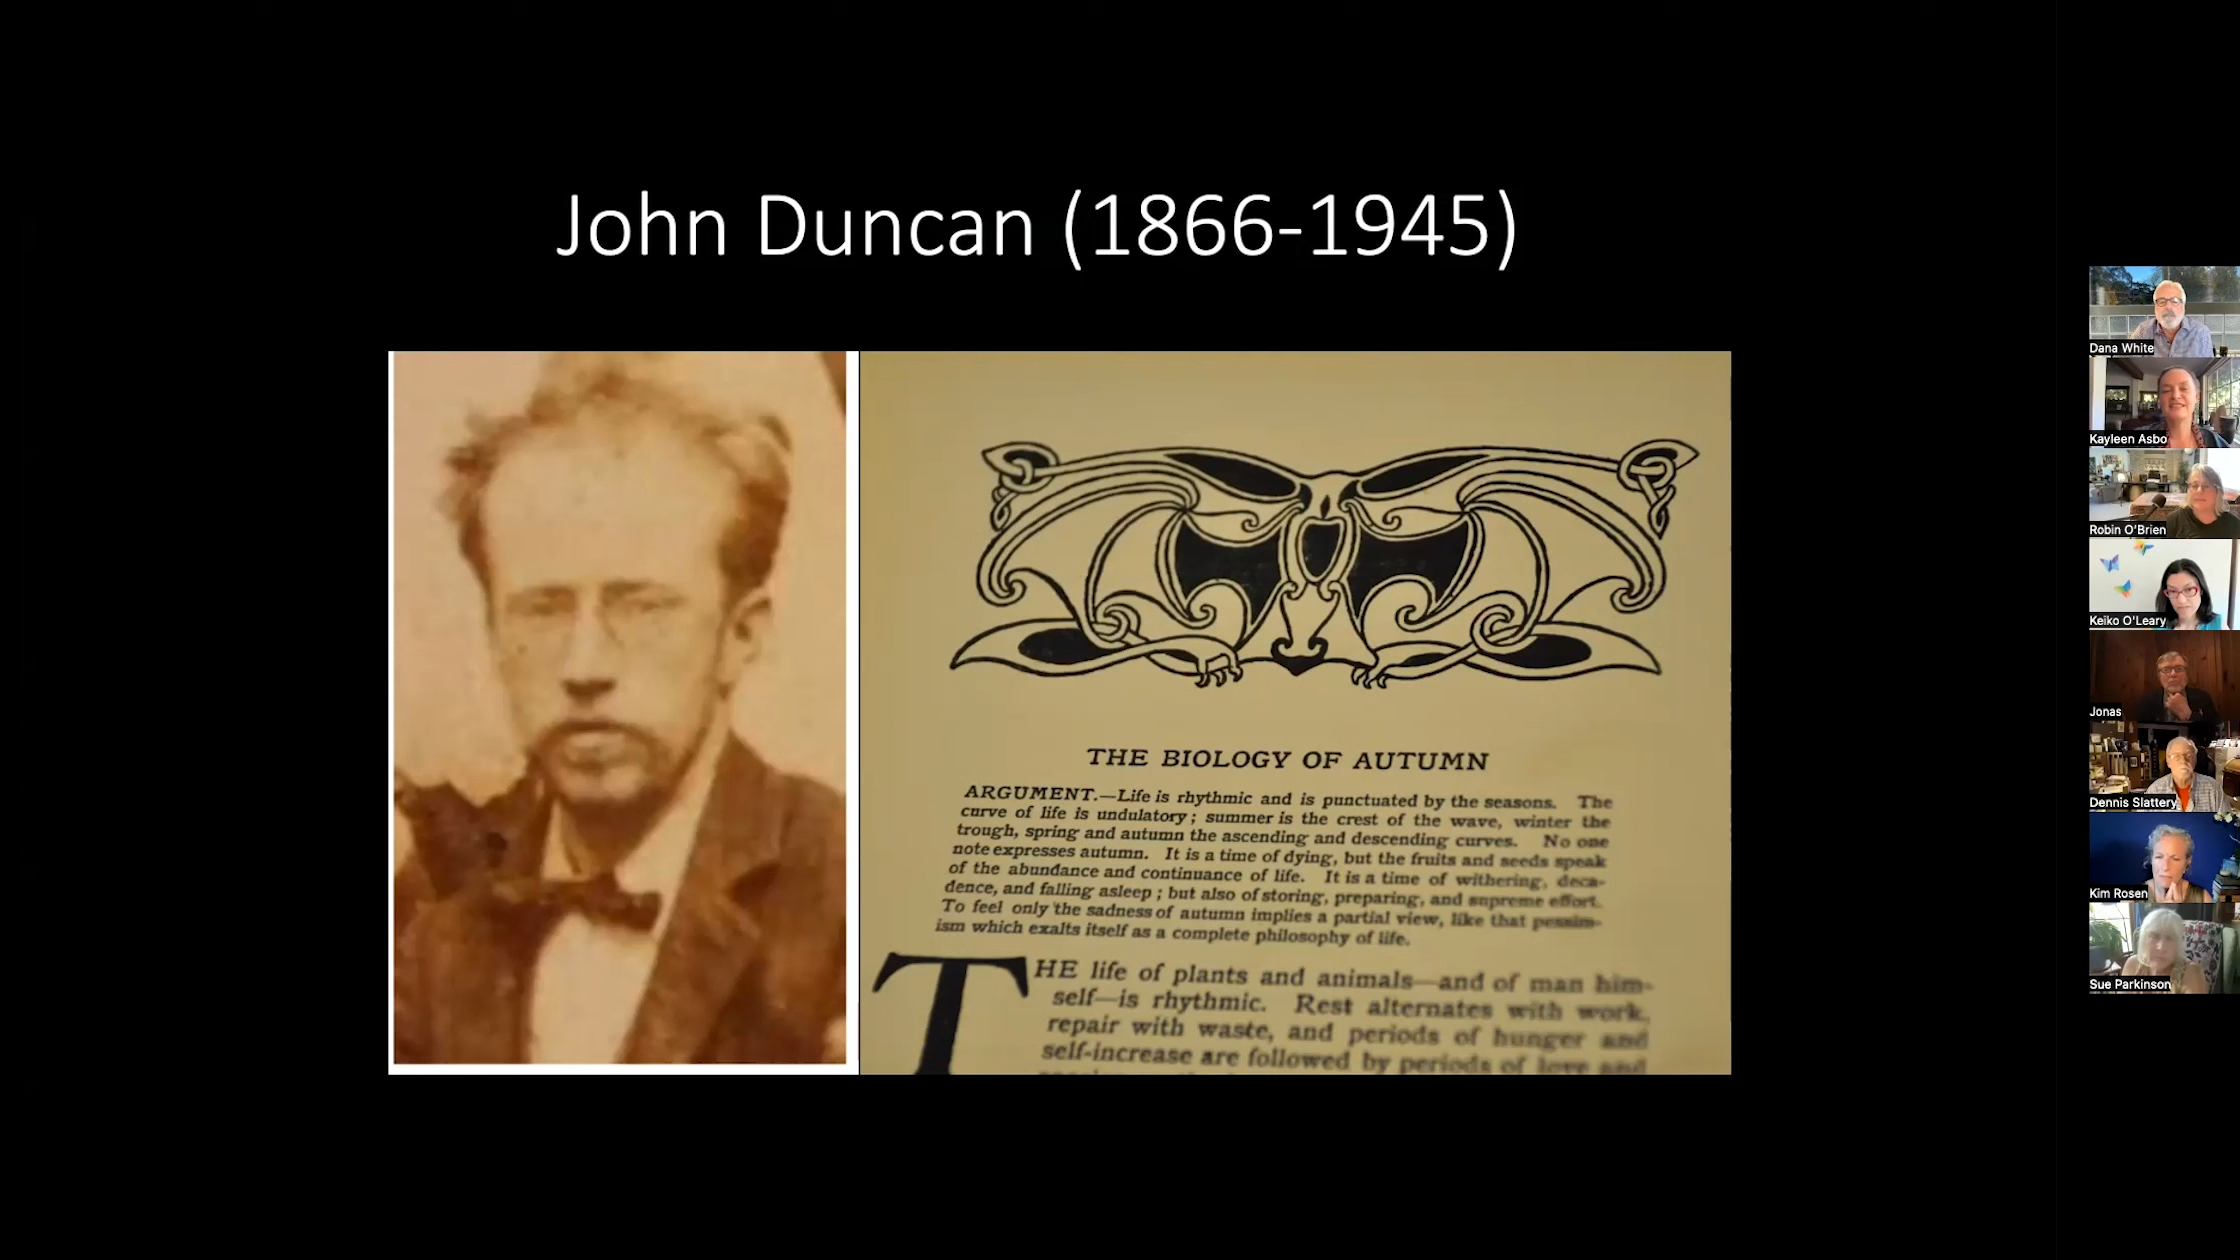 John Duncan (1866-1945)
THE BIOLOGY OF AUTUMN
ARGUMENT.—Life is rhythmic and is punctuated by the seasons. The
curve of life is undulatory; summer is the crest of the wave, winter the
trough, spring and autumn the ascending and descending curves. No one
note expresses autumn. It is a time of dying, but the fruits and seeds speak
of the abundance and continuance of life. It is a time of withering, deca-
dence, and falling asleep; but also of storing, preparing, and supreme effort.
To feel only the sadness of autumn implies a partial view, like that pessim-
ism which exalts itself as a complete philosophy of life.
THE life of plants and animals—and of man him-
self—is rhythmic. Rest alternates with work,
repair with waste, and periods of hunger and
self-increase are followed by periods of love and
Dana White
Kayleen Asbo
Robin O'Brien
Keiko O'Leary
Jonas
Dennis Slattery
Kim Rosen
Sue Parkinson